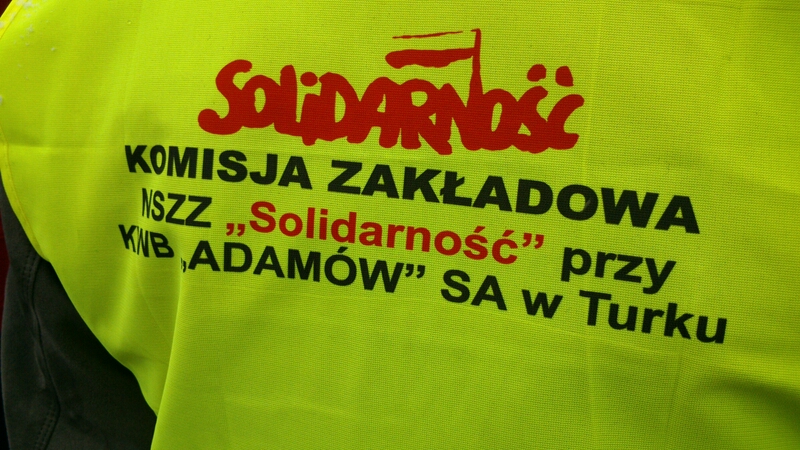 SOLIDARNOŚĆ
KOMISJA ZAKŁADOWA
NSZZ „Solidarność” przy
KWB „ADAMÓW” SA w Turku